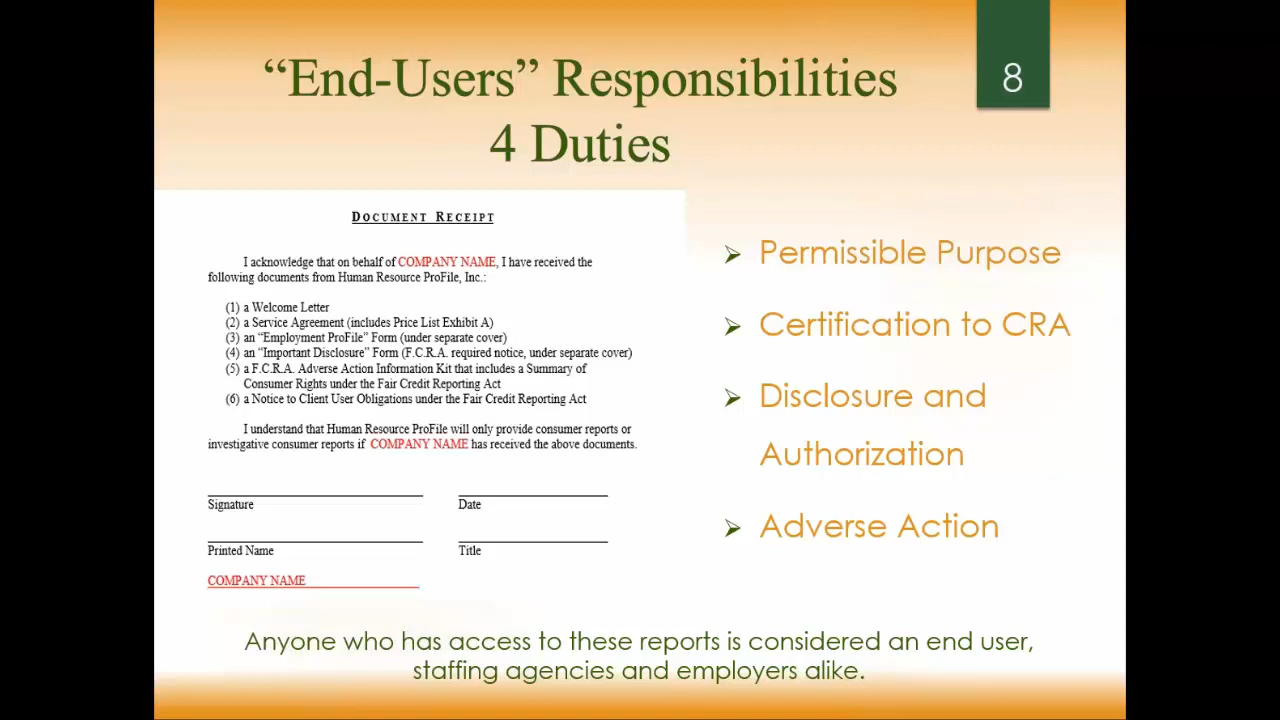 “End-Users” Responsibilities
4 Duties
8
DOCUMENT RECEIPT
I acknowledge that on behalf of COMPANY NAME, I have received the
following documents from Human Resource ProFile, Inc.:
(1) a Welcome Letter
(2) a Service Agreement (includes Price List Exhibit A)
(3) an “Employment ProFile” Form (under separate cover)
(4) an “Important Disclosure” Form (F.C.R.A. required notice, under separate cover)
(5) a F.C.R.A. Adverse Action Information Kit that includes a Summary of
Consumer Rights under the Fair Credit Reporting Act
(6) a Notice to Client User Obligations under the Fair Credit Reporting Act
I understand that Human Resource ProFile will only provide consumer reports or
investigative consumer reports if COMPANY NAME has received the above documents.
Signature Date
Printed Name Title
COMPANY NAME
Permissible Purpose
Certification to CRA
Disclosure and
Authorization
Adverse Action
Anyone who has access to these reports is considered an end user,
staffing agencies and employers alike.